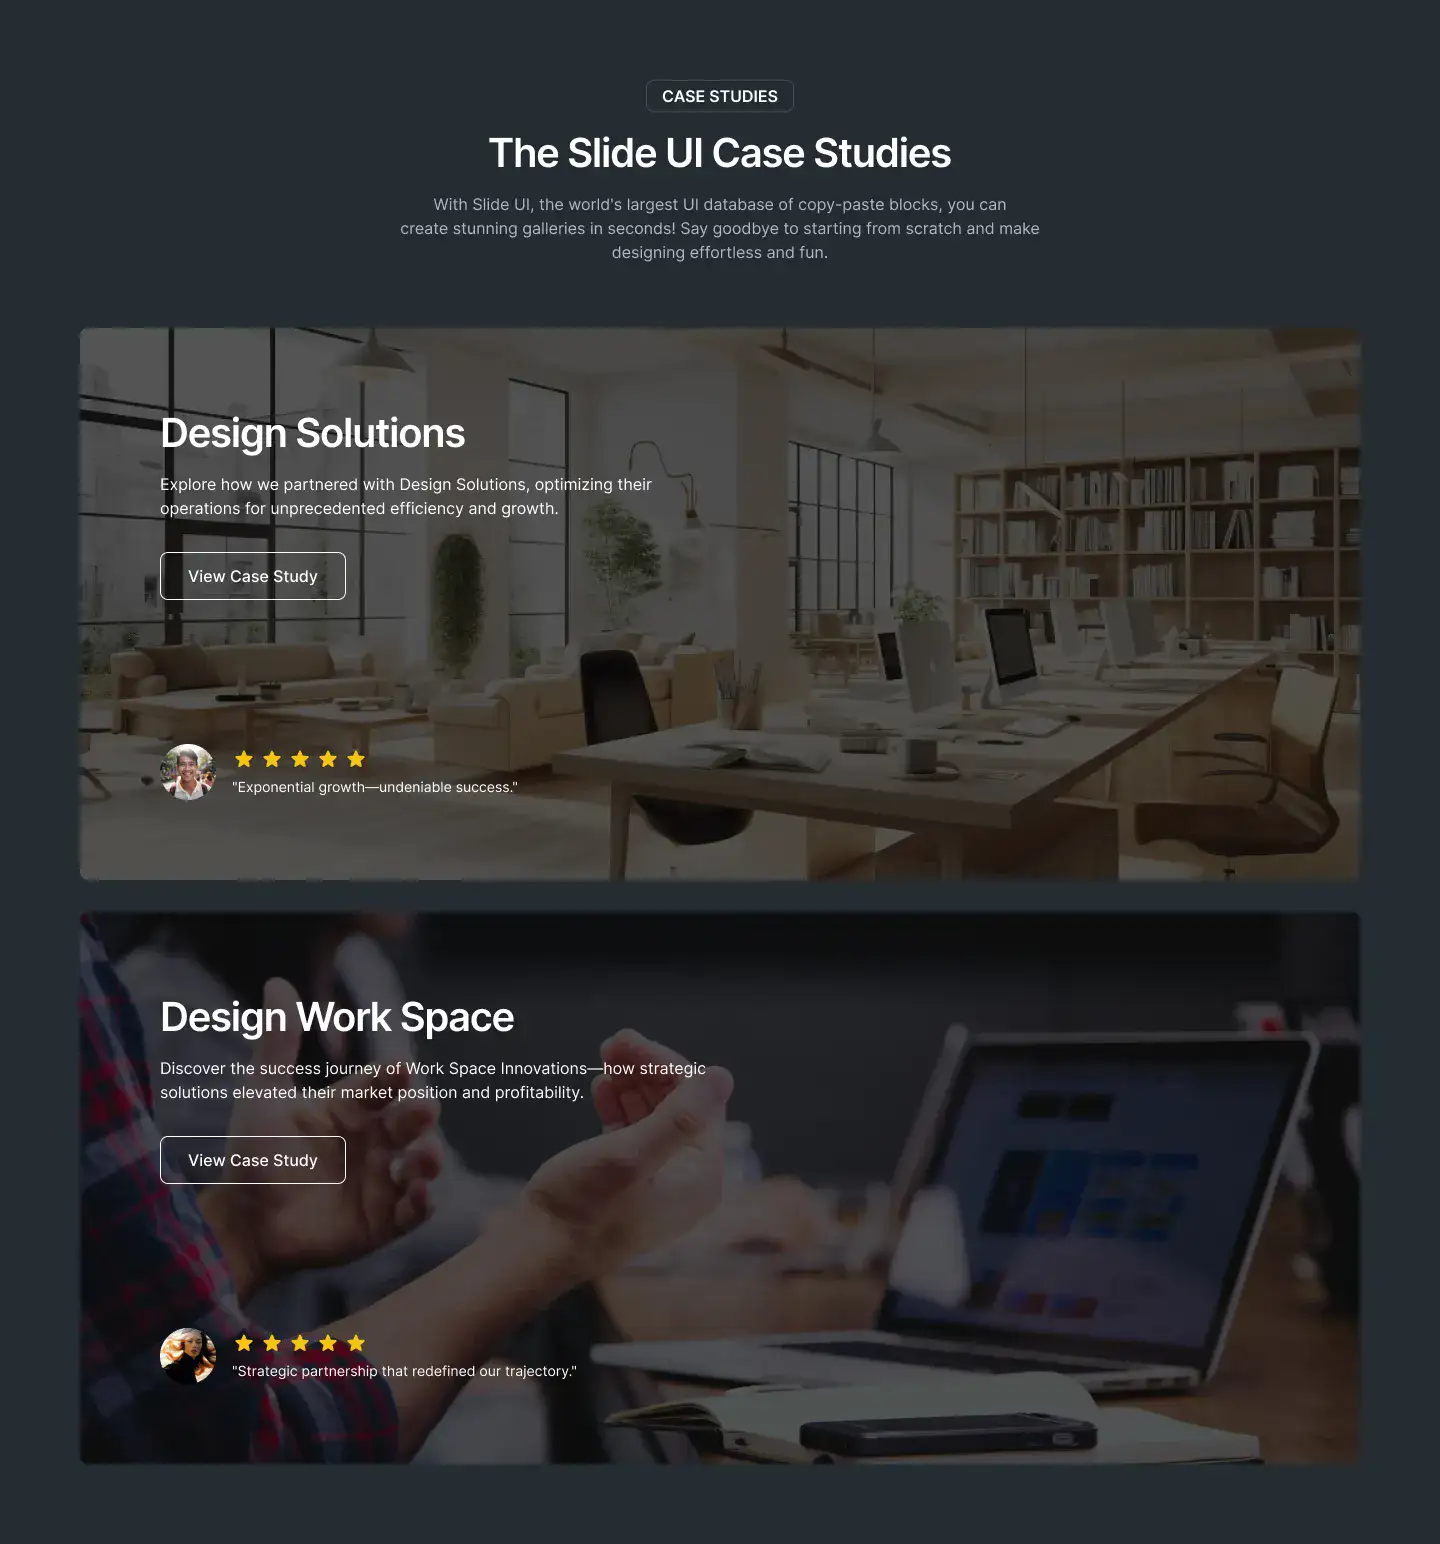 CASE STUDIES
The Slide UI Case Studies
With Slide UI, the world's largest UI database of copy-paste blocks, you can
create stunning galleries in seconds! Say goodbye to starting from scratch and make
designing effortless and fun.
Design Solutions
Explore how we partnered with Design Solutions, optimizing their
operations for unprecedented efficiency and growth.
View Case Study
"Exponential growth—undeniable success."
Design Work Space
Discover the success journey of Work Space Innovations—how strategic
solutions elevated their market position and profitability.
View Case Study
"Strategic partnership that redefined our trajectory."